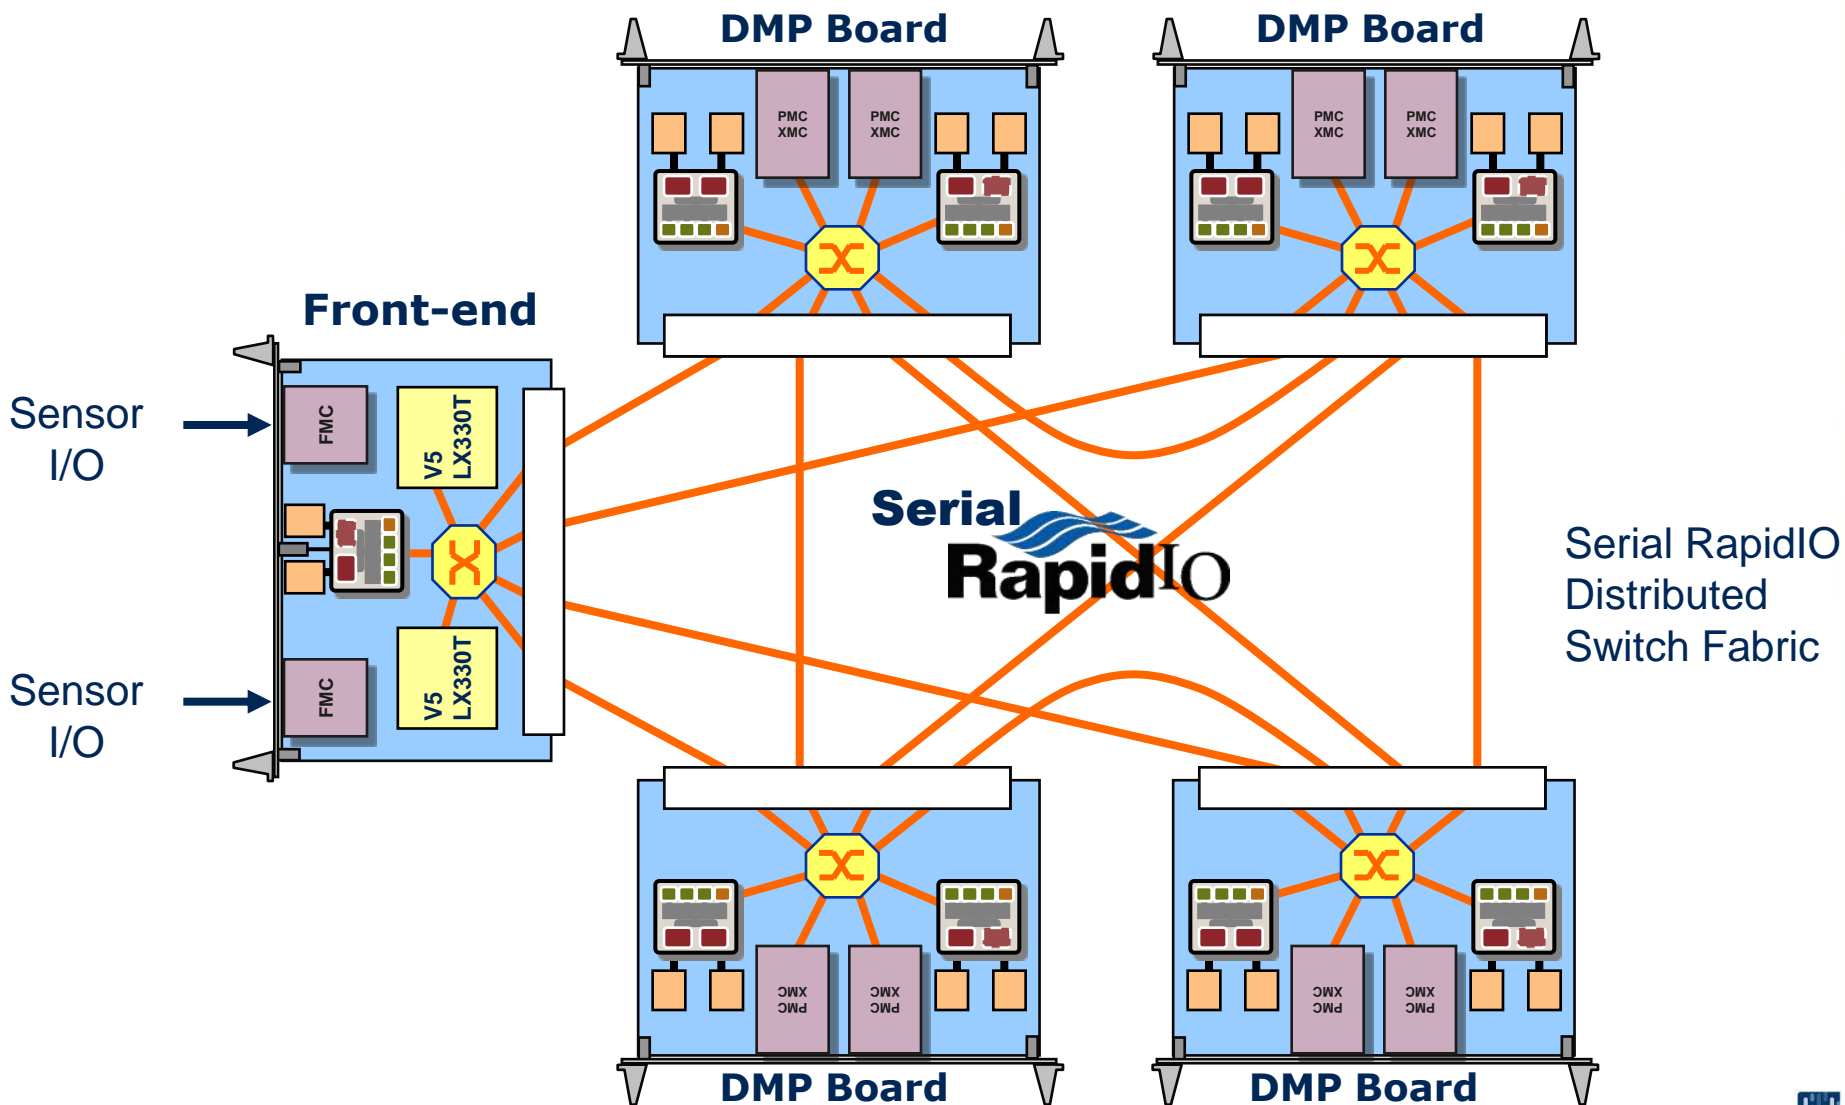 DMP Board
DMP Board
PMC
XMC
PMC
XMC
PMC
XMC
PMC
XMC
Front-end
Sensor
I/O
FMC
V5
LX330T
Serial
RapidIO
Serial RapidIO
Distributed
Switch Fabric
Sensor
I/O
FMC
V5
LX330T
PMC
XMC
PMC
XMC
PMC
XMC
PMC
XMC
DMP Board
DMP Board